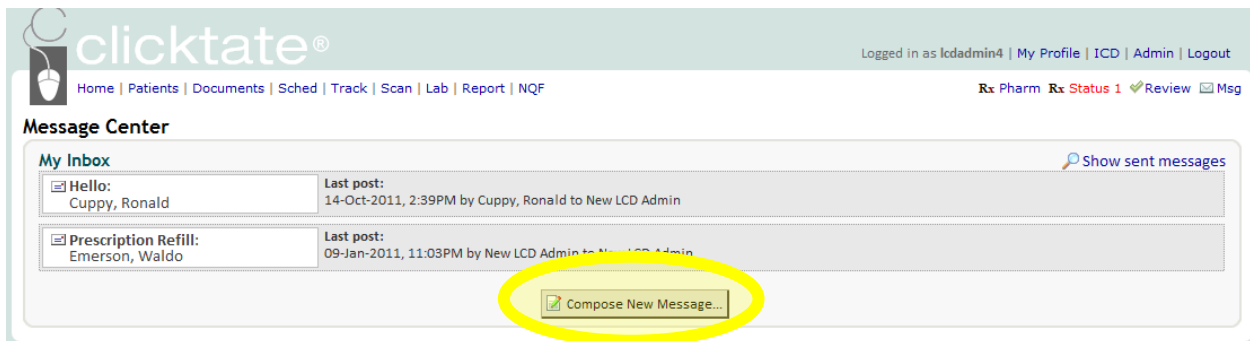 clicktate®
Logged in as lcdadmin4 | My Profile | ICD | Admin | Logout
Home | Patients | Documents | Sched | Track | Scan | Lab | Report | NQF
Rx Pharm Rx Status 1 Review Msg
Message Center
My Inbox
Show sent messages
Hello:
Cuppy, Ronald
Last post:
14-Oct-2011, 2:39PM by Cuppy, Ronald to New LCD Admin
Prescription Refill:
Emerson, Waldo
Last post:
09-Jan-2011, 11:03PM by New LCD Admin to New LCD Admin
Compose New Message...